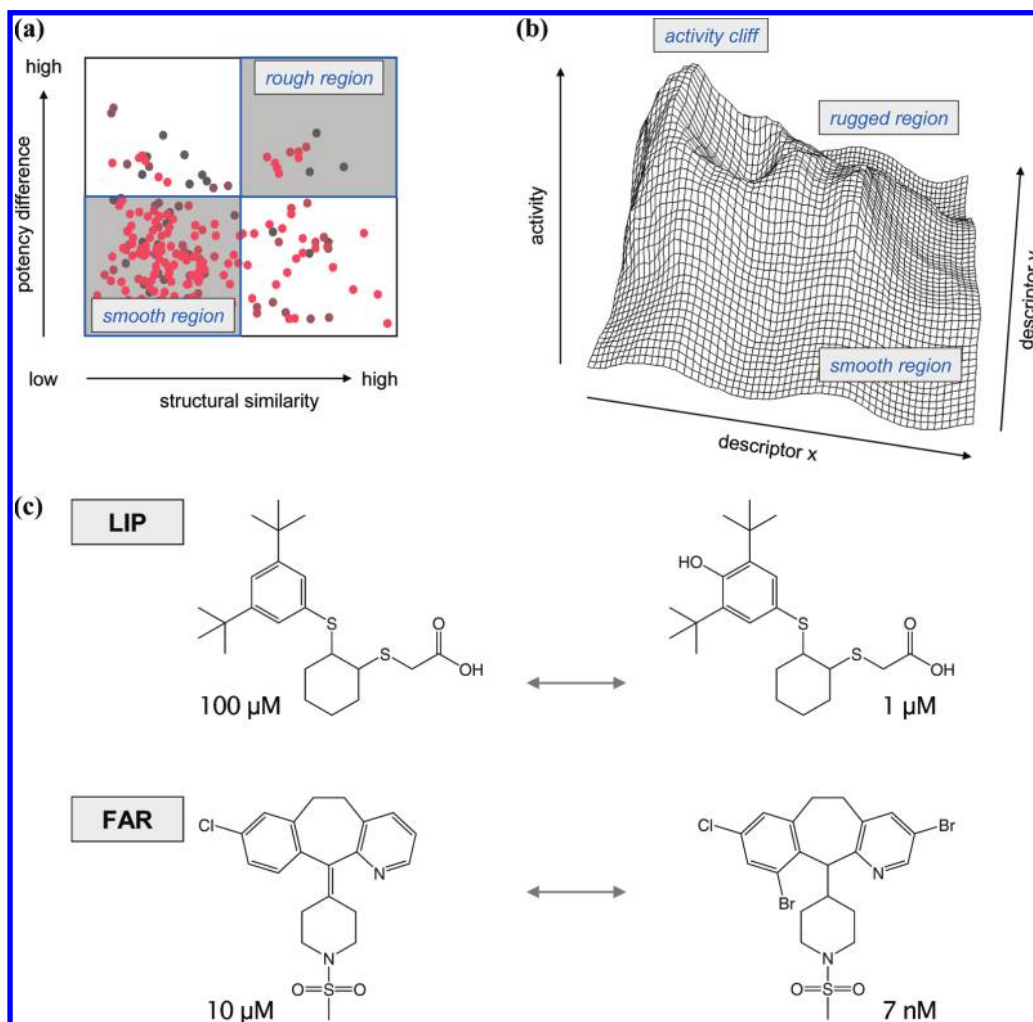 (a)
high
rough region
potency difference
smooth region
low
high
structural similarity
(b)
activity cliff
rugged region
activity
smooth region
descriptor y
descriptor x
(c)
LIP
S
S
O
OH
100 µM
HO
S
S
O
OH
1 µM
FAR
Cl
N
N
O=S=O
10 µM
Cl
Br
N
Br
N
O=S=O
7 nM